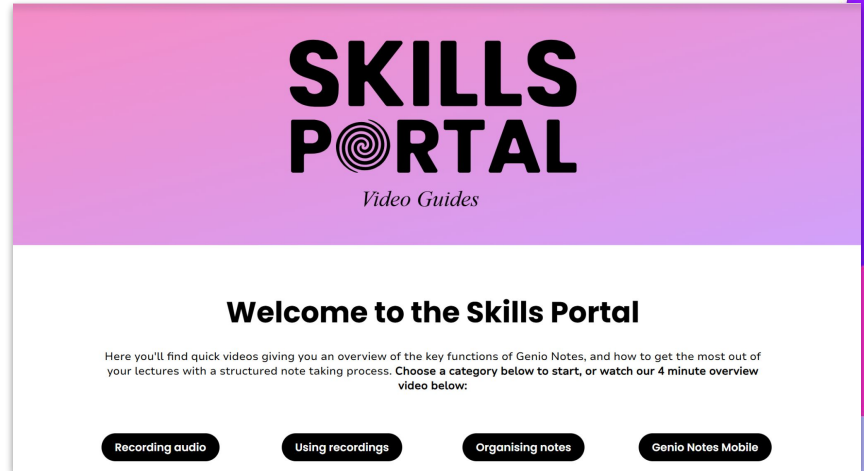 SKILLS
PORTAL
Video Guides
Welcome to the Skills Portal
Here you'll find quick videos giving you an overview of the key functions of Genio Notes, and how to get the most out of
your lectures with a structured note taking process. Choose a category below to start, or watch our 4 minute overview
video below:
Recording audio
Using recordings
Organising notes
Genio Notes Mobile